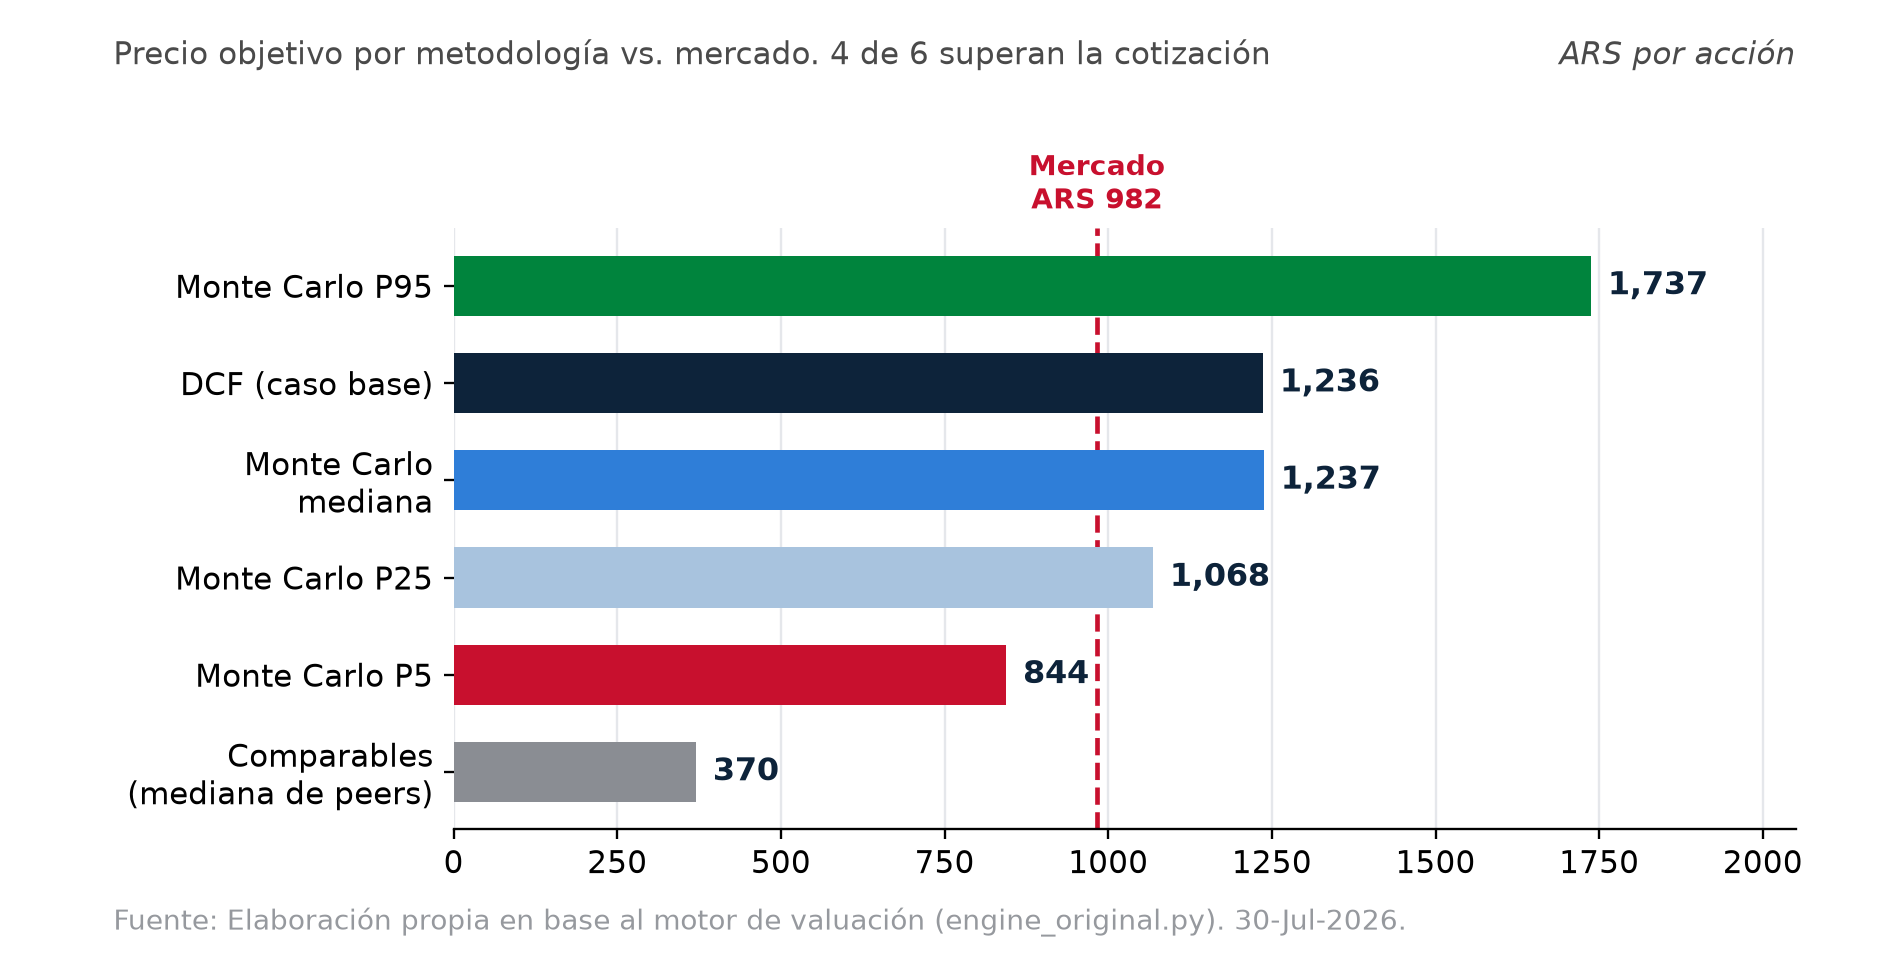 Precio objetivo por metodología vs. mercado. 4 de 6 superan la cotización
ARS por acción
Mercado
ARS 982
Monte Carlo P95
1,737
DCF (caso base)
1,236
Monte Carlo
mediana
1,237
Monte Carlo P25
1,068
Monte Carlo P5
844
Comparables
(mediana de peers)
370
0 250 500 750 1000 1250 1500 1750 2000
Fuente: Elaboración propia en base al motor de valuación (engine_original.py). 30-Jul-2026.